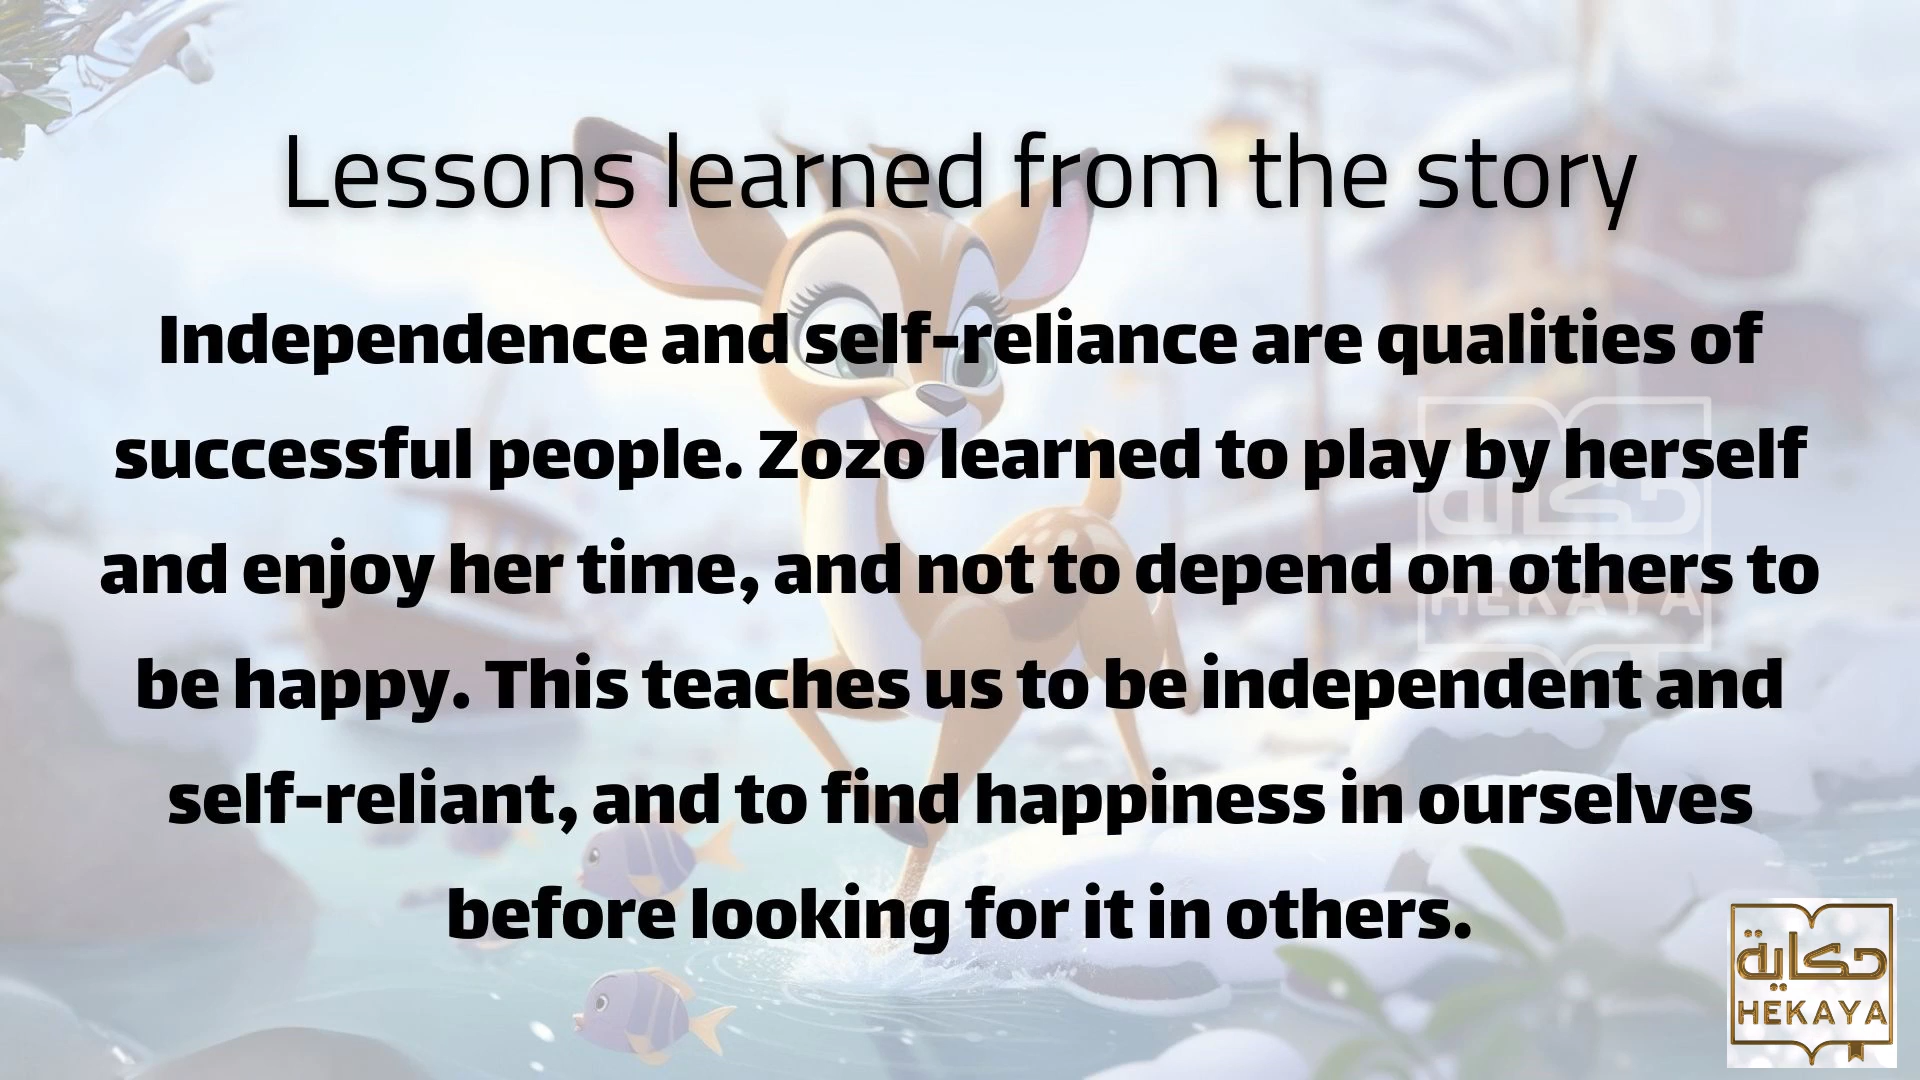 Lessons learned from the story
Independence and self-reliance are qualities of
successful people. Zozo learned to play by herself
and enjoy her time, and not to depend on others to
be happy. This teaches us to be independent and
self-reliant, and to find happiness in ourselves
before looking for it in others.
حكاية
HEKAYA
حكاية
HEKAYA